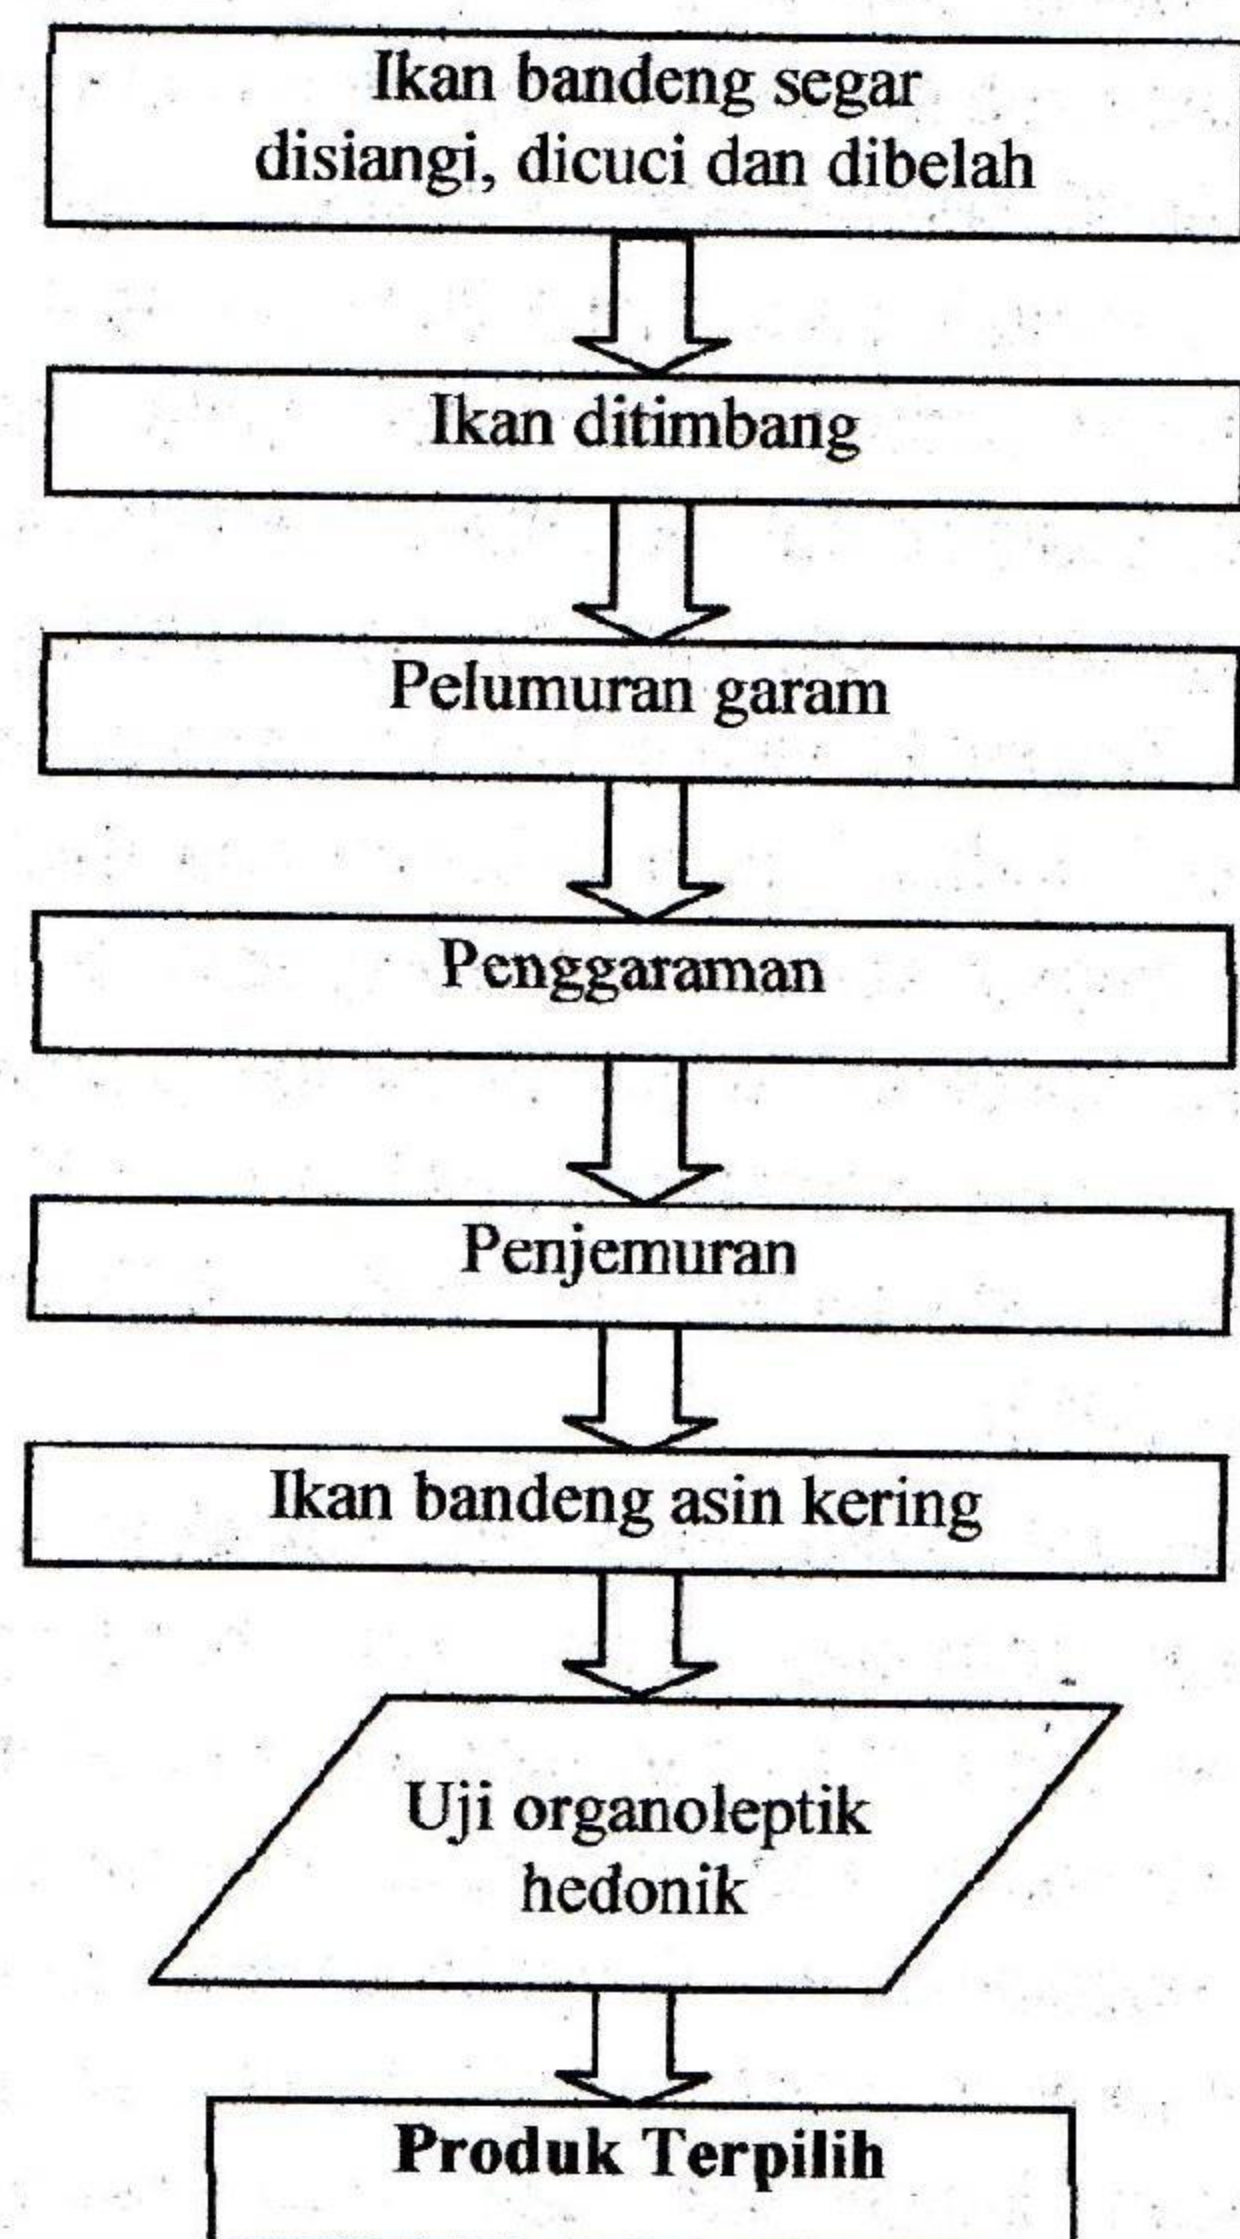 Ikan bandeng segar
disiangi, dicuci dan dibelah
Ikan ditimbang
Pelumuran garam
Penggaraman
Penjemuran
Ikan bandeng asin kering
Uji organoleptik
hedonik
Produk Terpilih